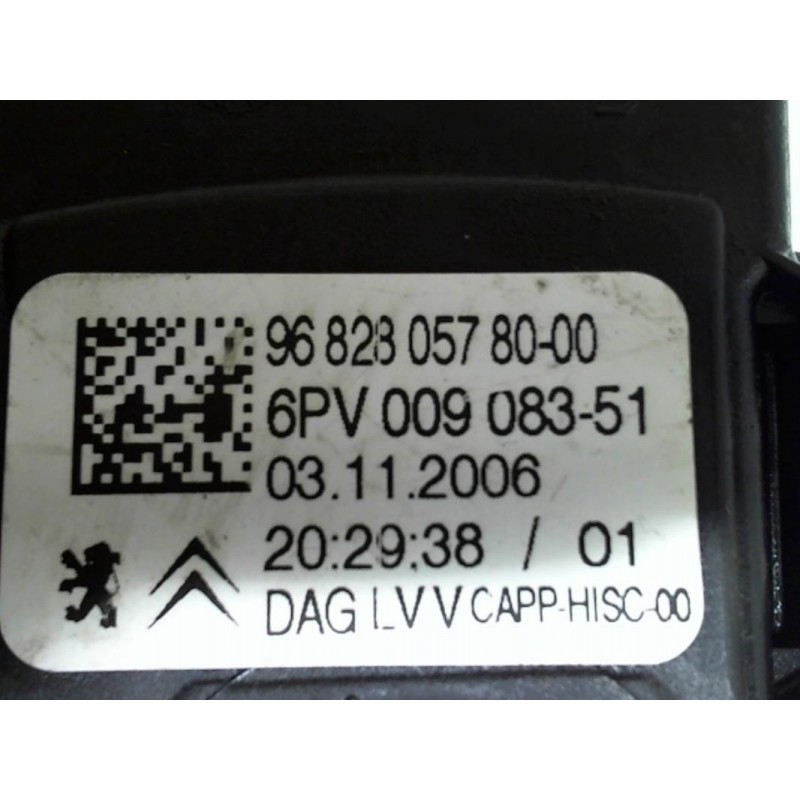 96 828 057 80-00
6PV 009 083-51
03.11.2006
20:29:38 / 01
DAG LVV CAPP-HISC-00